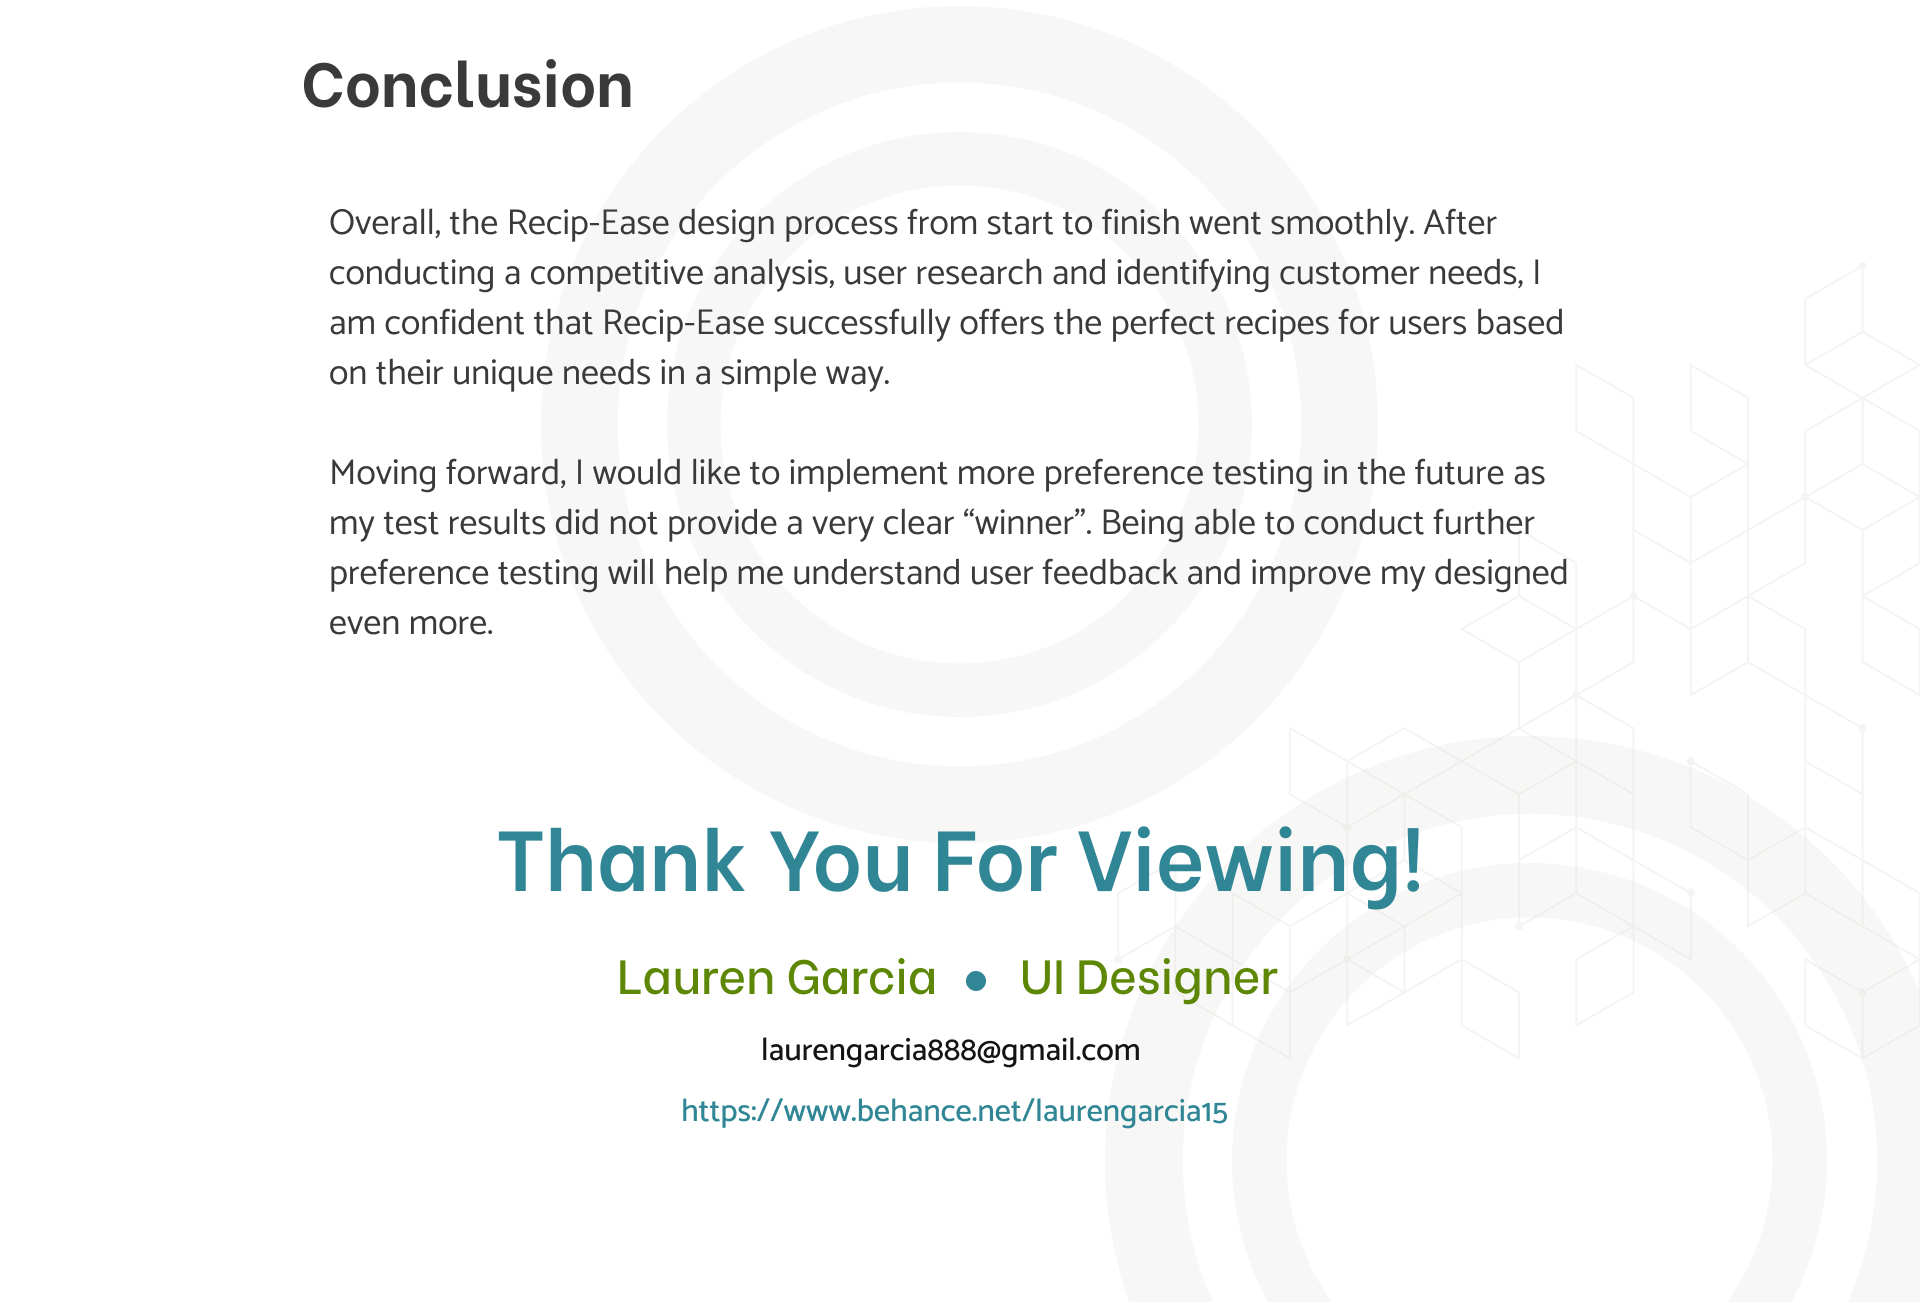 Conclusion
Overall, the Recip-Ease design process from start to finish went smoothly. After
conducting a competitive analysis, user research and identifying customer needs, I
am confident that Recip-Ease successfully offers the perfect recipes for users based
on their unique needs in a simple way.
Moving forward, I would like to implement more preference testing in the future as
my test results did not provide a very clear “winner”. Being able to conduct further
preference testing will help me understand user feedback and improve my designed
even more.
Thank You For Viewing!
Lauren Garcia • UI Designer
laurengarcia888@gmail.com
https://www.behance.net/laurengarcia15